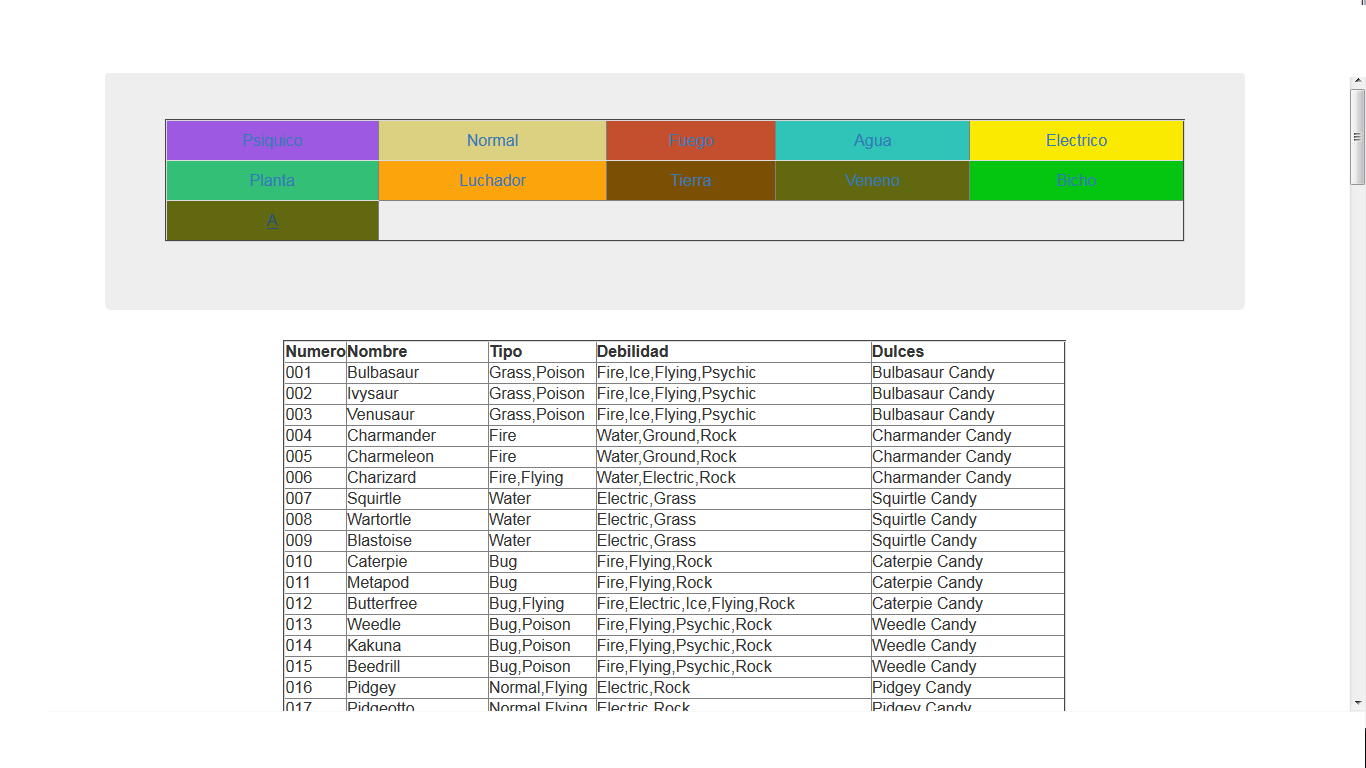 Psiquico Normal Fuego Agua Electrico
Planta Luchador Tierra Veneno Bicho
A
Numero Nombre Tipo Debilidad Dulces
001 Bulbasaur Grass,Poison Fire,Ice,Flying,Psychic Bulbasaur Candy
002 Ivysaur Grass,Poison Fire,Ice,Flying,Psychic Bulbasaur Candy
003 Venusaur Grass,Poison Fire,Ice,Flying,Psychic Bulbasaur Candy
004 Charmander Fire Water,Ground,Rock Charmander Candy
005 Charmeleon Fire Water,Ground,Rock Charmander Candy
006 Charizard Fire,Flying Water,Electric,Rock Charmander Candy
007 Squirtle Water Electric,Grass Squirtle Candy
008 Wartortle Water Electric,Grass Squirtle Candy
009 Blastoise Water Electric,Grass Squirtle Candy
010 Caterpie Bug Fire,Flying,Rock Caterpie Candy
011 Metapod Bug Fire,Flying,Rock Caterpie Candy
012 Butterfree Bug,Flying Fire,Electric,Ice,Flying,Rock Caterpie Candy
013 Weedle Bug,Poison Fire,Flying,Psychic,Rock Weedle Candy
014 Kakuna Bug,Poison Fire,Flying,Psychic,Rock Weedle Candy
015 Beedrill Bug,Poison Fire,Flying,Psychic,Rock Weedle Candy
016 Pidgey Normal,Flying Electric,Rock Pidgey Candy
017 Pidgeotto Normal,Flying Electric,Rock Pidgey Candy